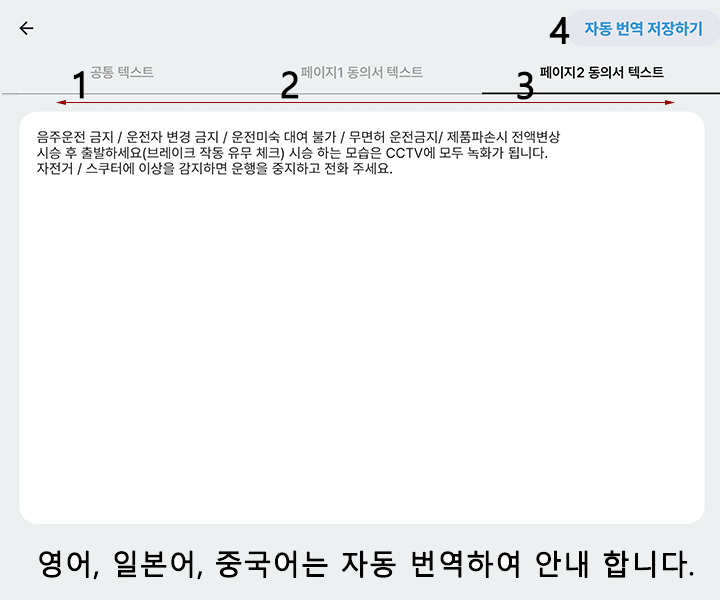 4 자동 번역 저장하기
1 공통 텍스트 2 페이지1 동의서 텍스트 3 페이지2 동의서 텍스트
음주운전 금지 / 운전자 변경 금지 / 운전미숙 대여 불가 / 무면허 운전금지/ 제품파손시 전액변상
시승 후 출발하세요(브레이크 작동 유무 체크) 시승 하는 모습은 CCTV에 모두 녹화가 됩니다.
자전거 / 스쿠터에 이상을 감지하면 운행을 중지하고 전화 주세요.
영어, 일본어, 중국어는 자동 번역하여 안내 합니다.